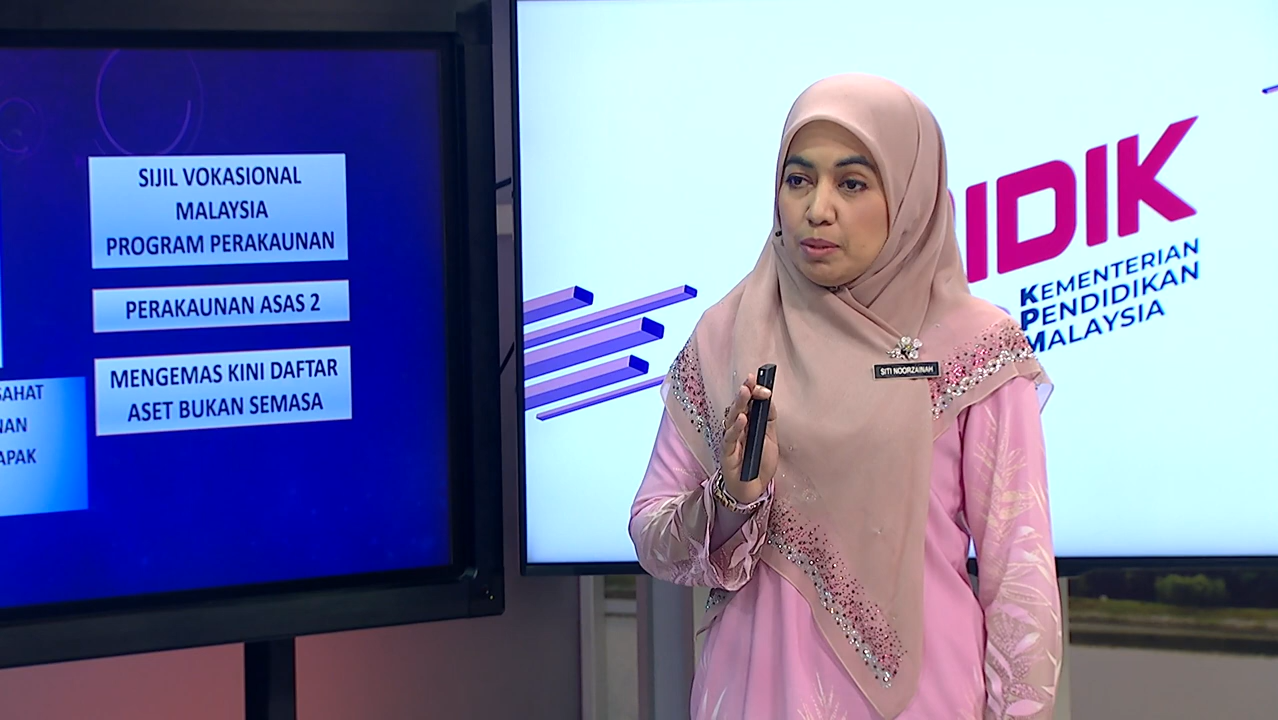 SIJIL VOKASIONAL
MALAYSIA
PROGRAM PERAKAUNAN
PERAKAUNAN ASAS 2
MENGEMAS KINI DAFTAR
ASET BUKAN SEMASA
SAHAT
NAN
APAK
IDIK
KEMENTERIAN
PENDIDIKAN
MALAYSIA
SITI NOORZAINAH